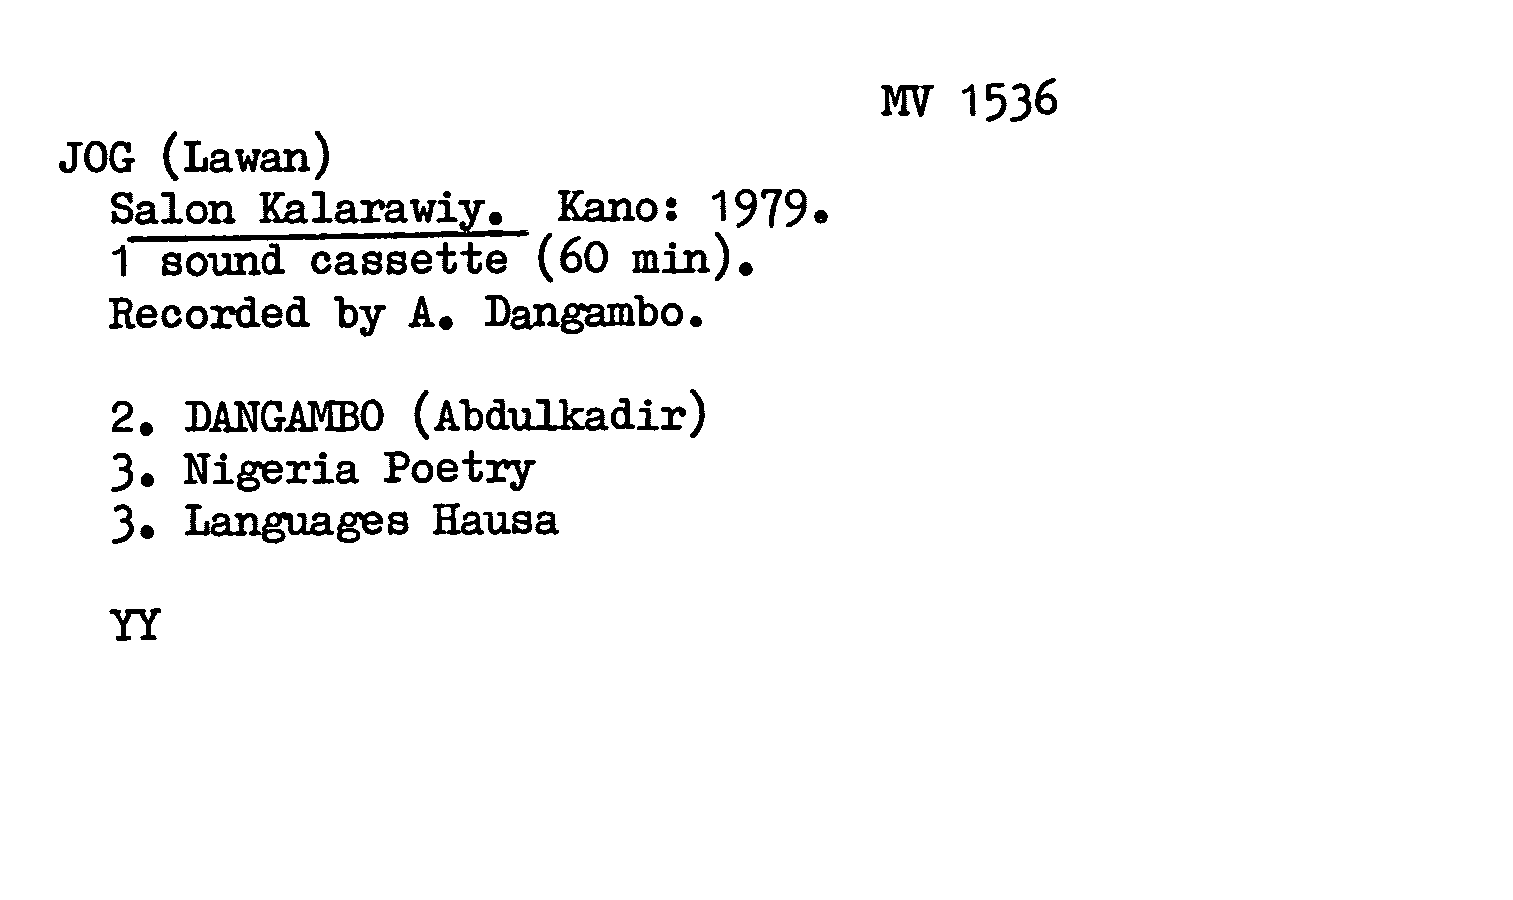 MV 1536
JOG (Lawan)
Salon Kalarawiy. Kano: 1979.
1 sound cassette (60 min).
Recorded by A. Dangambo.
2. DANGAMBO (Abdulkadir)
3. Nigeria Poetry
3. Languages Hausa
YY